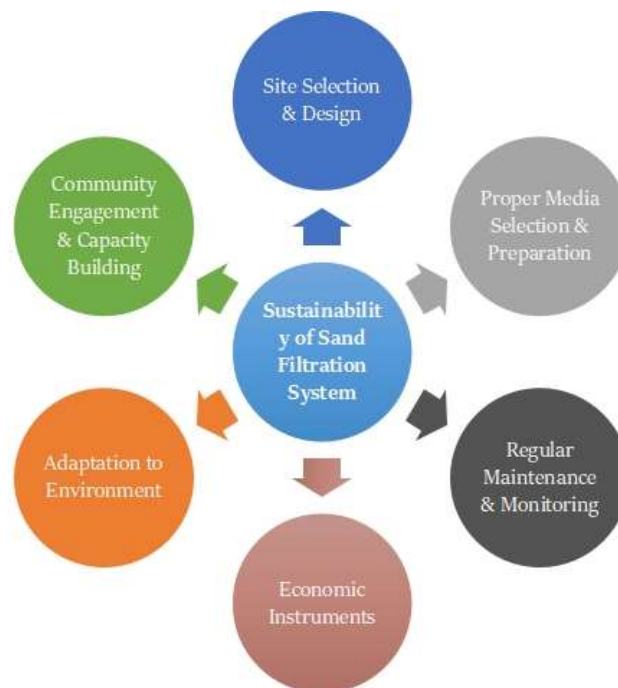 Site Selection
& Design
Proper Media
Selection &
Preparation
Regular
Maintenance
& Monitoring
Economic
Instruments
Adaptation to
Environment
Community
Engagement
& Capacity
Building
Sustainabilit
y of Sand
Filtration
System